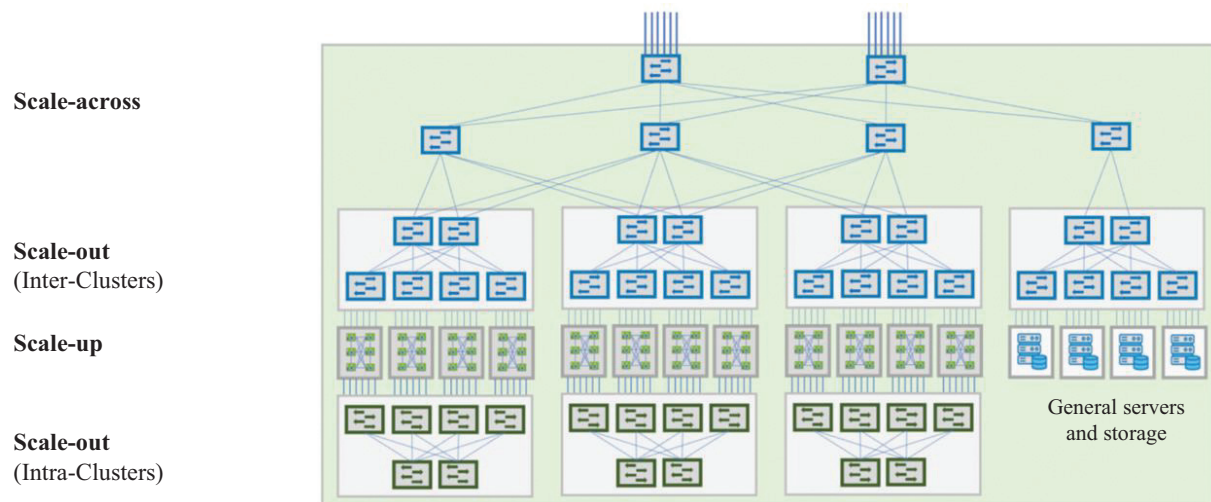 Scale-across
Scale-out
(Inter-Clusters)
Scale-up
General servers
and storage
Scale-out
(Intra-Clusters)